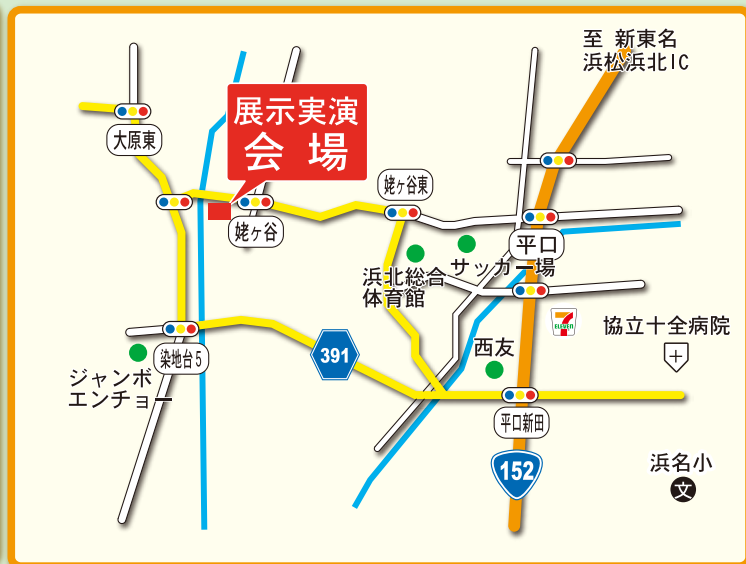 至 新東名
浜松浜北IC
展示実演
会場
大原東
姥ヶ谷東
姥ヶ谷
平口
サッカー場
浜北総合
体育館
7
ELEVEN
協立十全病院
391
西友
染地台5
ジャンボ
エンチョー
平口新田
152
浜名小
文